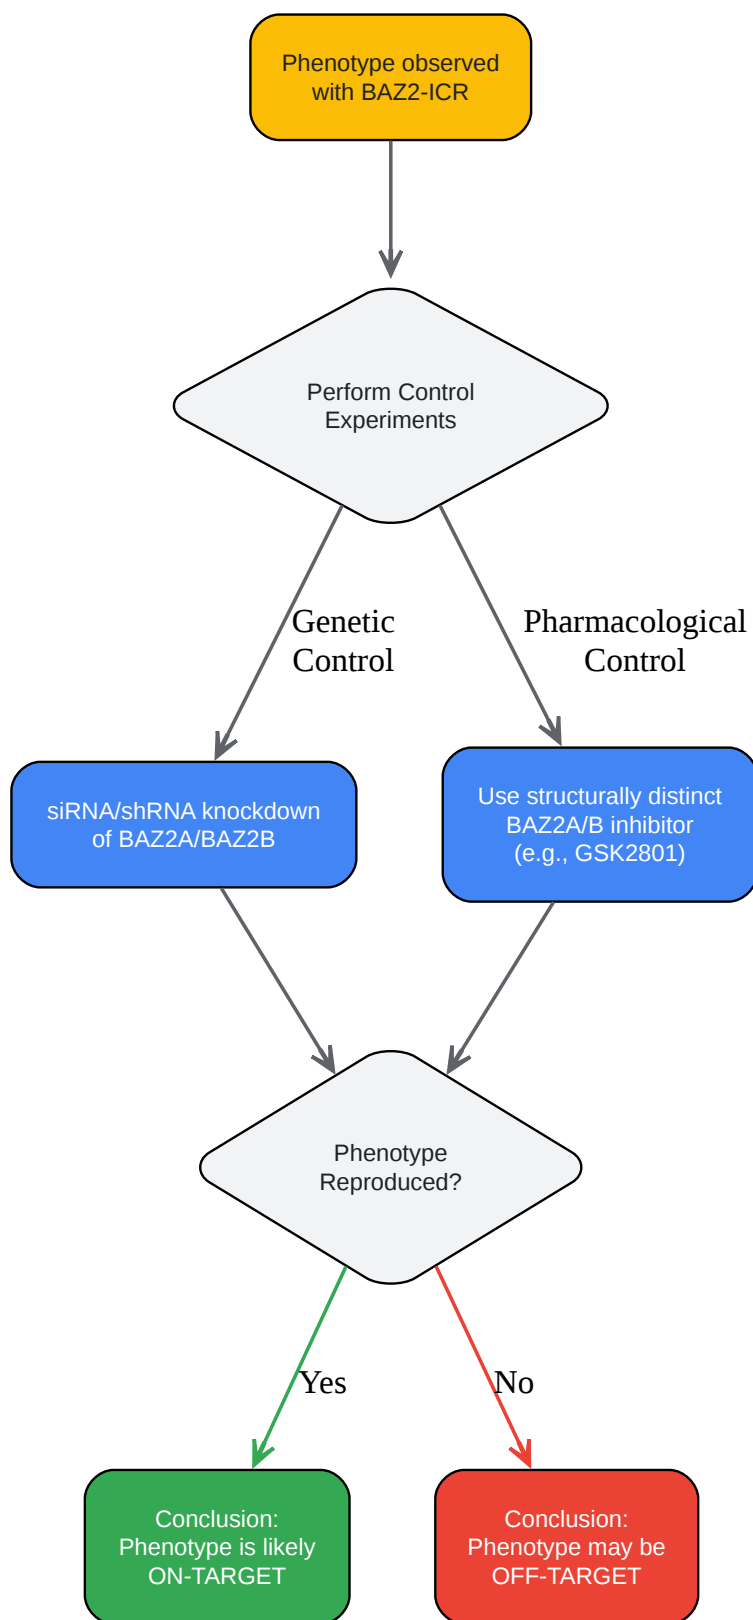 Phenotype observed
with BAZ2-ICR
Perform Control
Experiments
Genetic
Control
Pharmacological
Control
siRNA/shRNA knockdown
of BAZ2A/BAZ2B
Use structurally distinct
BAZ2A/B inhibitor
(e.g., GSK2801)
Phenotype
Reproduced?
Yes
No
Conclusion:
Phenotype is likely
ON-TARGET
Conclusion:
Phenotype may be
OFF-TARGET